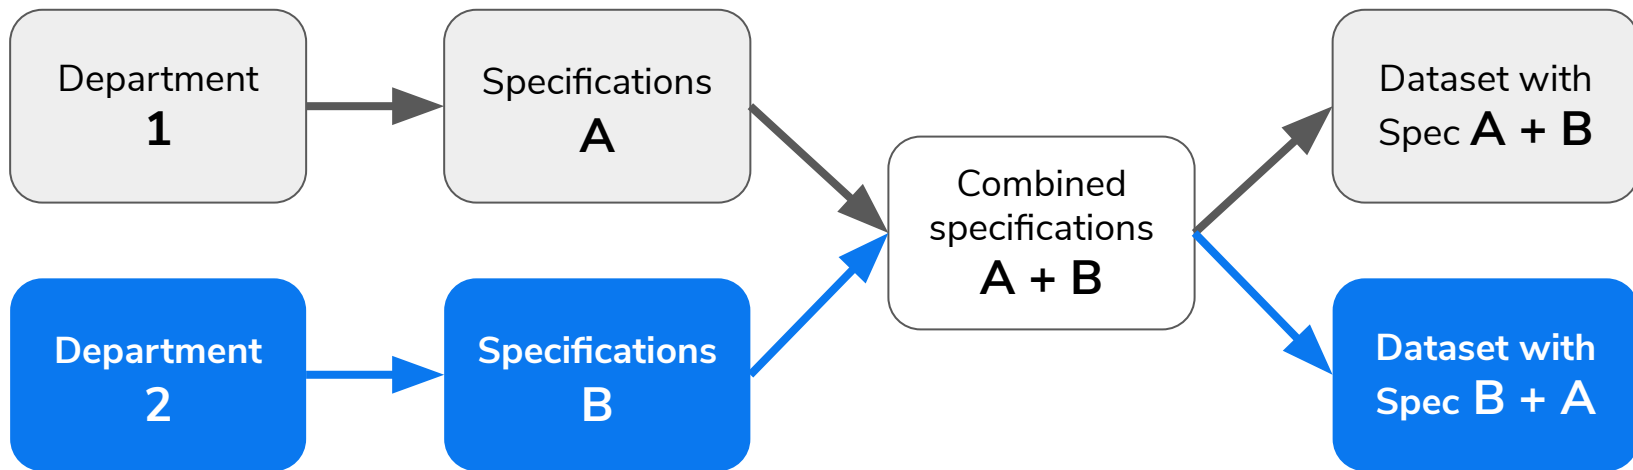 Department
1
Specifications
A
Combined
specifications
A + B
Dataset with
Spec A + B
Department
2
Specifications
B
Dataset with
Spec B + A